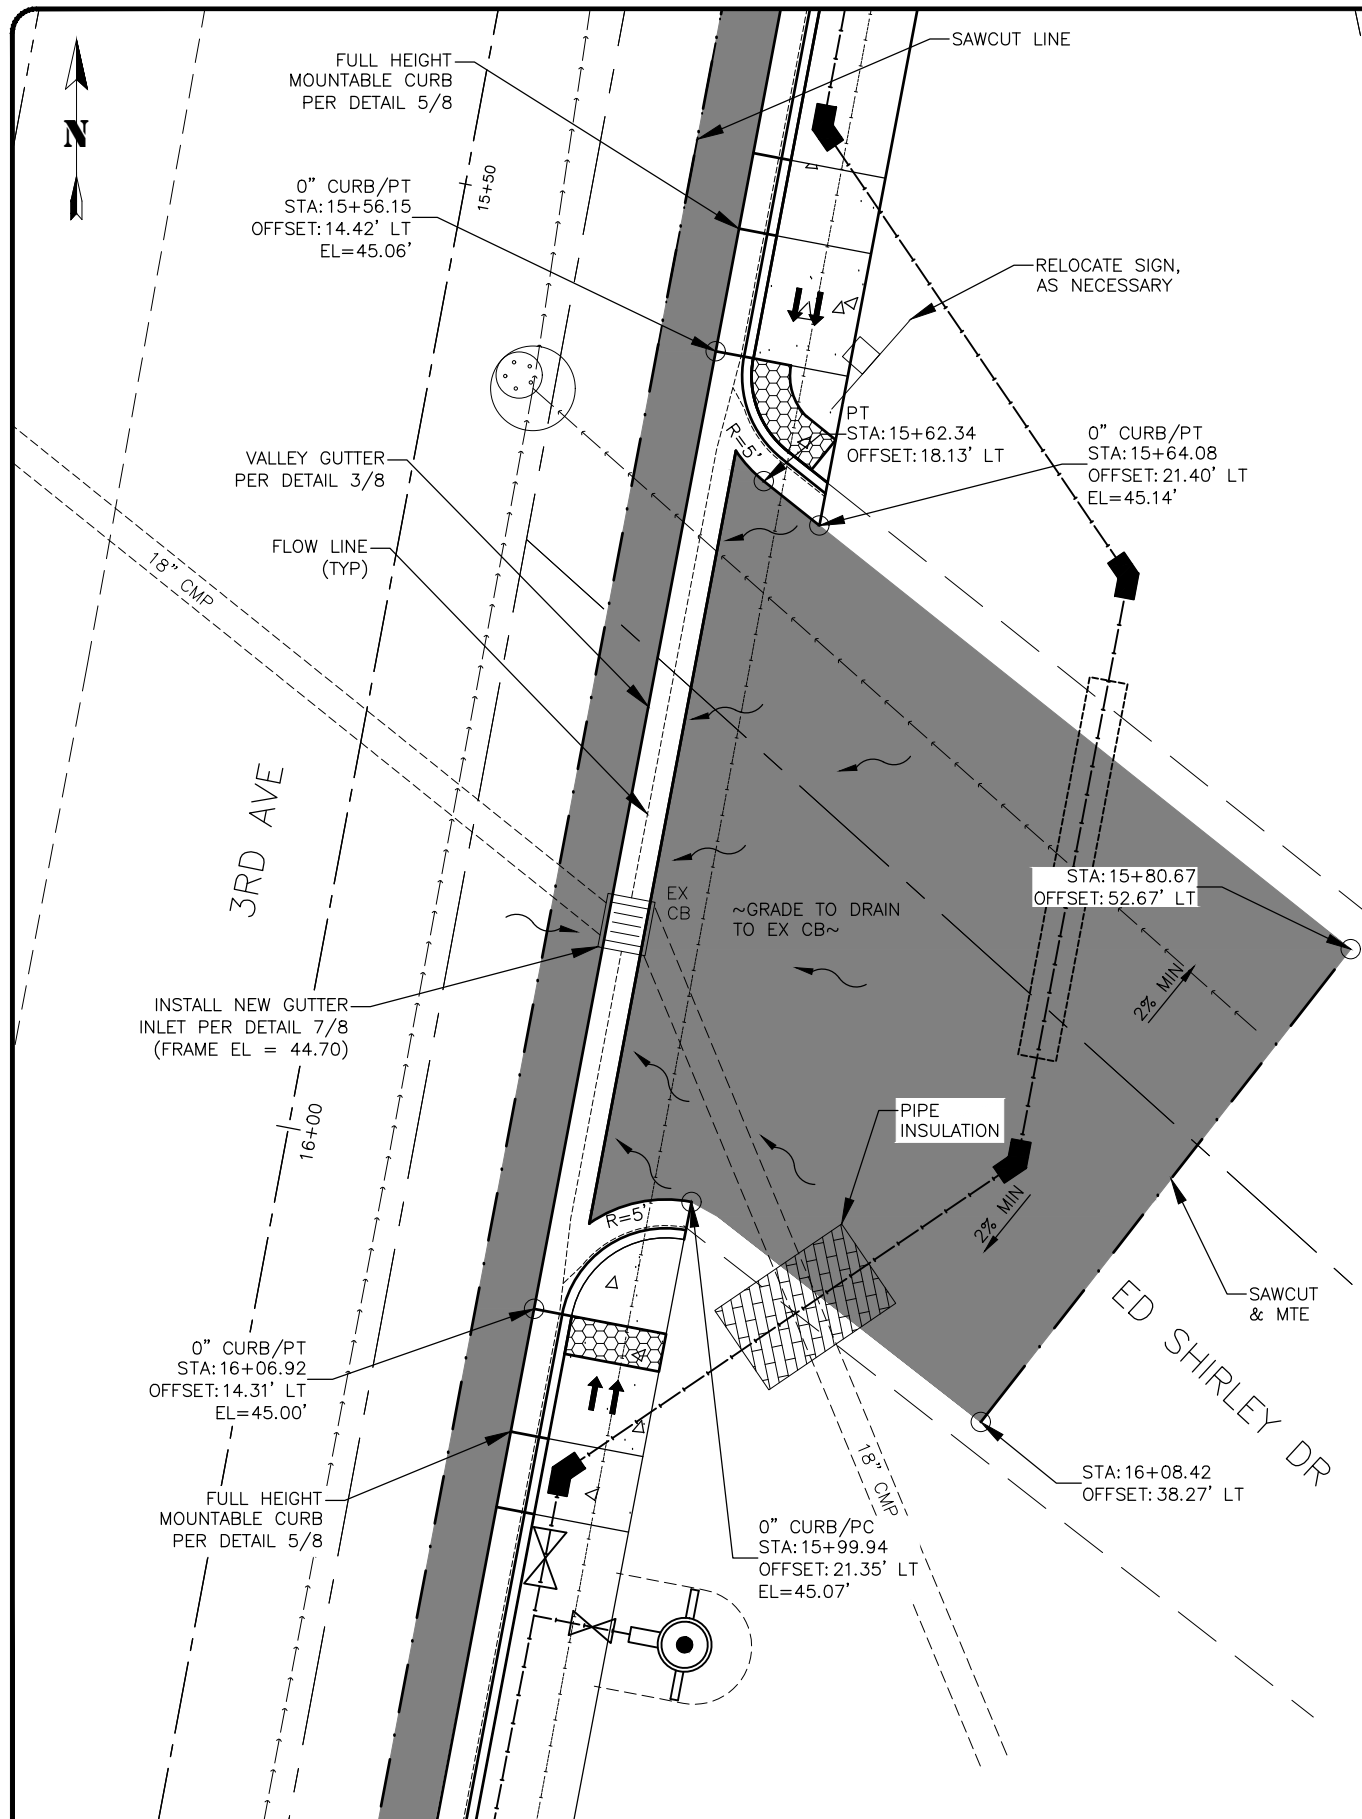 SAWCUT LINE
FULL HEIGHT
MOUNTABLE CURB
PER DETAIL 5/8
N
15+50
0" CURB/PT
STA:15+56.15
OFFSET:14.42' LT
EL=45.06'
RELOCATE SIGN,
AS NECESSARY
PT
STA:15+62.34
OFFSET:18.13' LT
0" CURB/PT
STA:15+64.08
OFFSET:21.40' LT
EL=45.14'
R=5'
VALLEY GUTTER
PER DETAIL 3/8
FLOW LINE
(TYP)
18" CMP
3RD AVE
STA:15+80.67
OFFSET:52.67' LT
EX
CB
~GRADE TO DRAIN
TO EX CB~
2% MIN
INSTALL NEW GUTTER
INLET PER DETAIL 7/8
(FRAME EL = 44.70)
16+00
PIPE
INSULATION
2% MIN
R=5'
SAWCUT
& MTE
ED SHIRLEY DR
0" CURB/PT
STA:16+06.92
OFFSET:14.31' LT
EL=45.00'
18" CMP
STA:16+08.42
OFFSET:38.27' LT
FULL HEIGHT
MOUNTABLE CURB
PER DETAIL 5/8
0" CURB/PC
STA:15+99.94
OFFSET:21.35' LT
EL=45.07'